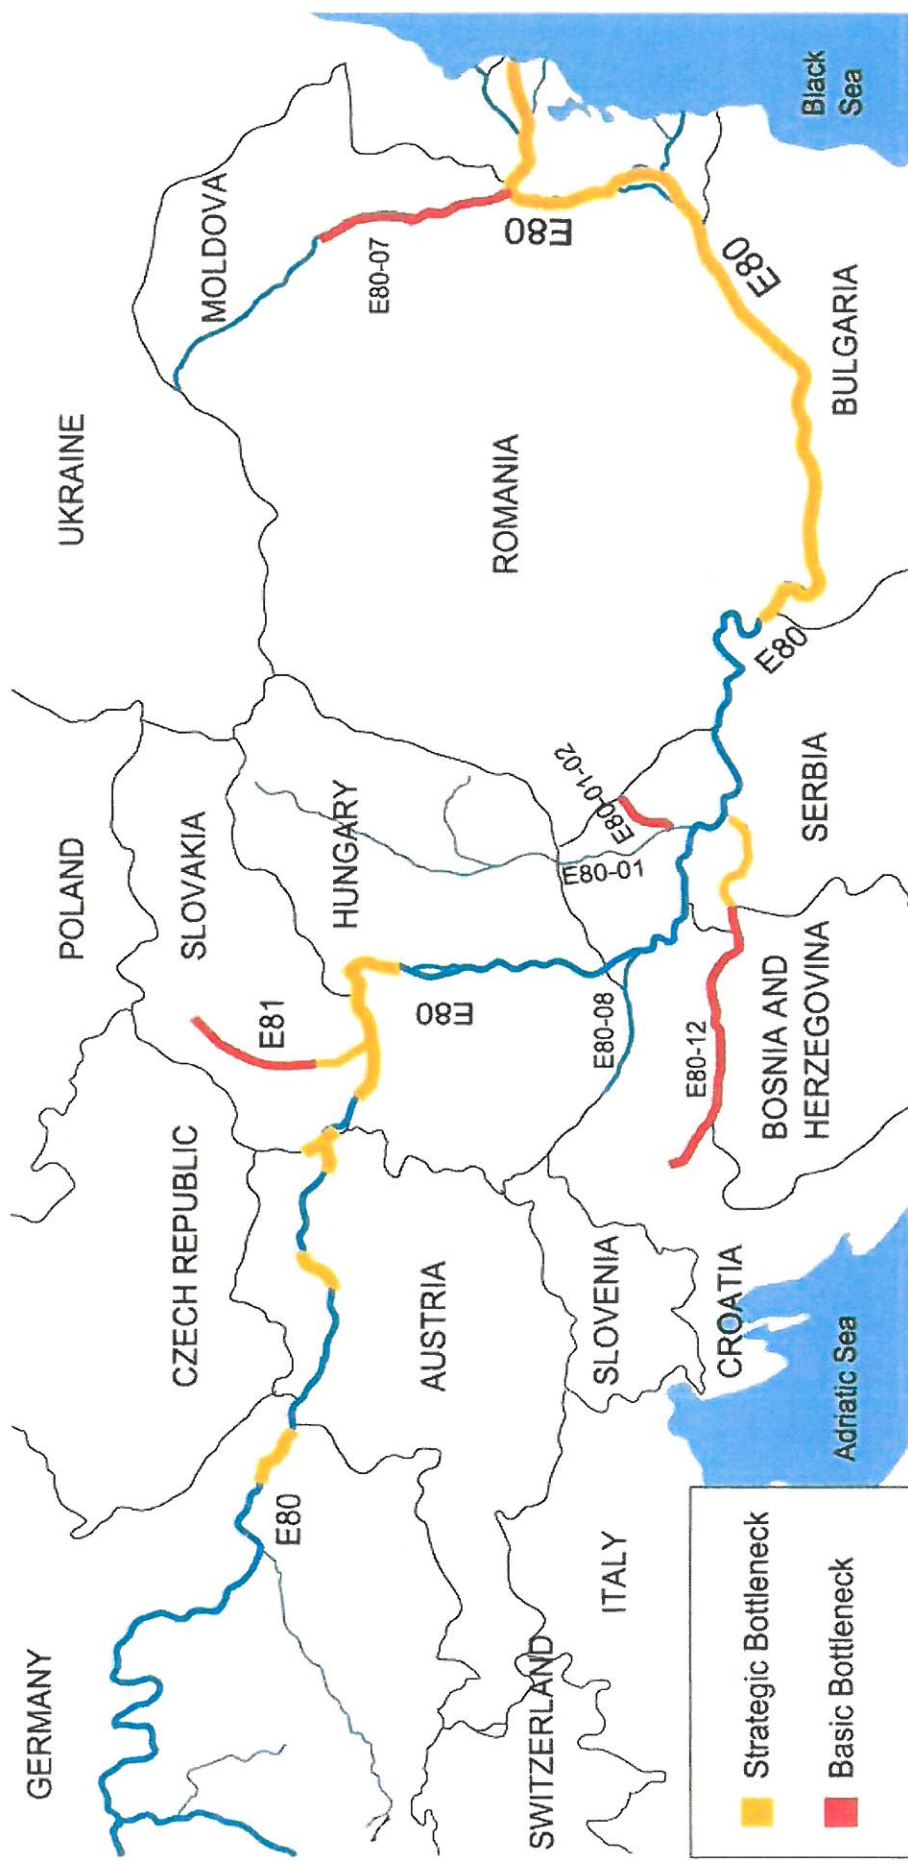 GERMANY
POLAND
UKRAINE
CZECH REPUBLIC
SLOVAKIA
MOLDOVA
E80
E81
HUNGARY
E80-07
AUSTRIA
E80
ROMANIA
E80
SWITZERLAND
ITALY
SLOVENIA
E80-08
E80-01
E80-01-02
CROATIA
E80-12
BOSNIA AND
HERZEGOVINA
SERBIA
E80
E80
BULGARIA
Black
Sea
Adriatic Sea
Strategic Bottleneck
Basic Bottleneck